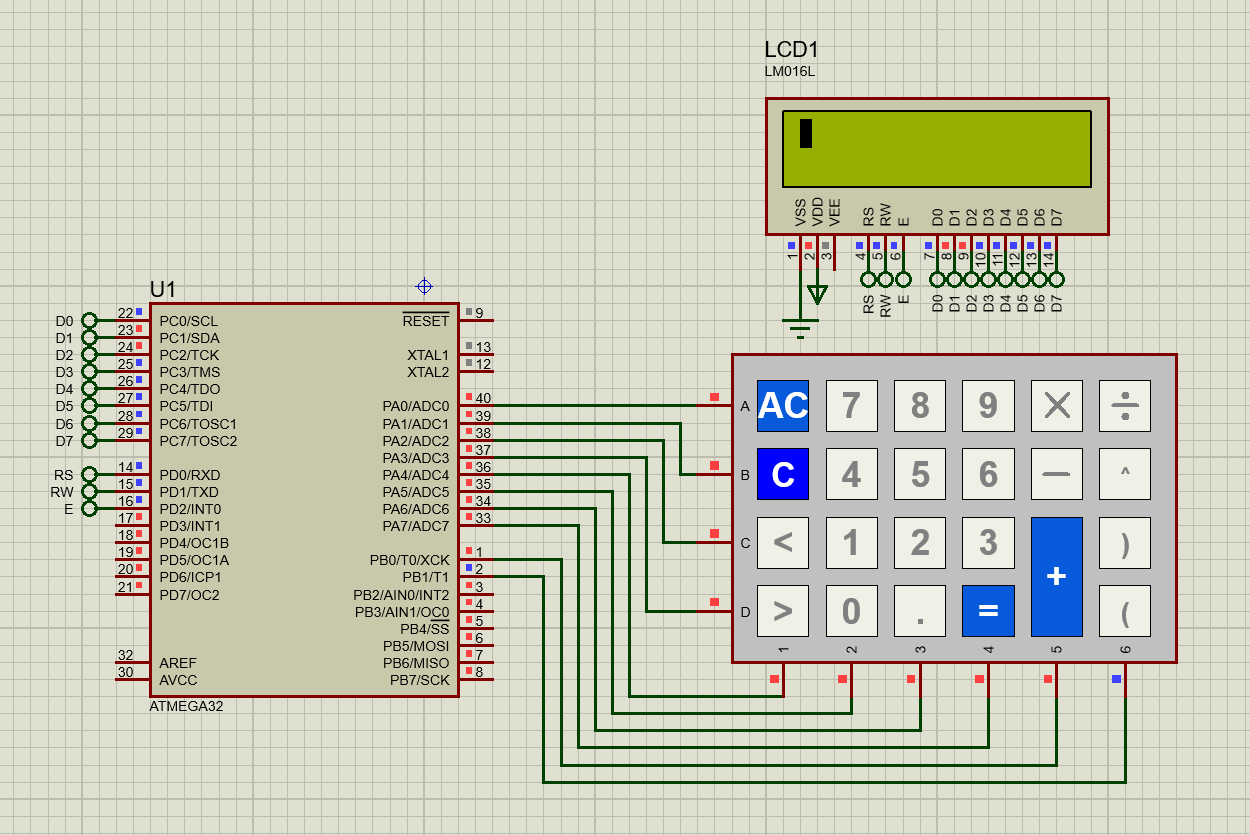 LCD1
LM016L
VSS VDD VEE RS RW E D0 D1 D2 D3 D4 D5 D6 D7
1 2 3 4 5 6 7 8 9 10 11 12 13 14
RS RW E D0 D1 D2 D3 D4 D5 D6 D7
U1
D0 22 PC0/SCL RESET 9
D1 23 PC1/SDA
D2 24 PC2/TCK XTAL1 13
D3 25 PC3/TMS XTAL2 12
D4 26 PC4/TDO
D5 27 PC5/TDI PA0/ADC0 40
D6 28 PC6/TOSC1 PA1/ADC1 39
D7 29 PC7/TOSC2 PA2/ADC2 38
PA3/ADC3 37
RS 14 PD0/RXD PA4/ADC4 36
RW 15 PD1/TXD PA5/ADC5 35
E 16 PD2/INT0 PA6/ADC6 34
17 PD3/INT1 PA7/ADC7 33
18 PD4/OC1B
19 PD5/OC1A PB0/T0/XCK 1
20 PD6/ICP1 PB1/T1 2
21 PD7/OC2 PB2/AIN0/INT2 3
PB3/AIN1/OC0 4
PB4/SS 5
PB5/MOSI 6
32 AREF PB6/MISO 7
30 AVCC PB7/SCK 8
ATMEGA32
A AC 7 8 9 × ÷
B C 4 5 6 − ^
C < 1 2 3 + )
D > 0 . = (
1 2 3 4 5 6